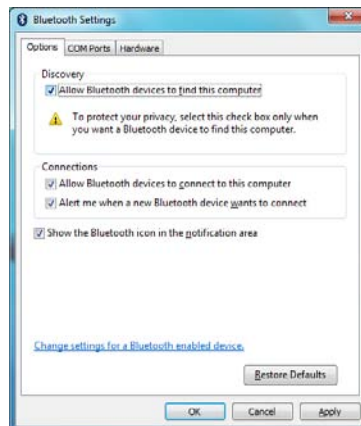 Bluetooth Settings
Options COM Ports Hardware
Discovery
Allow Bluetooth devices to find this computer
To protect your privacy, select this check box only when
you want a Bluetooth device to find this computer.
Connections
Allow Bluetooth devices to connect to this computer
Alert me when a new Bluetooth device wants to connect
Show the Bluetooth icon in the notification area
Change settings for a Bluetooth enabled device.
Restore Defaults
OK Cancel Apply